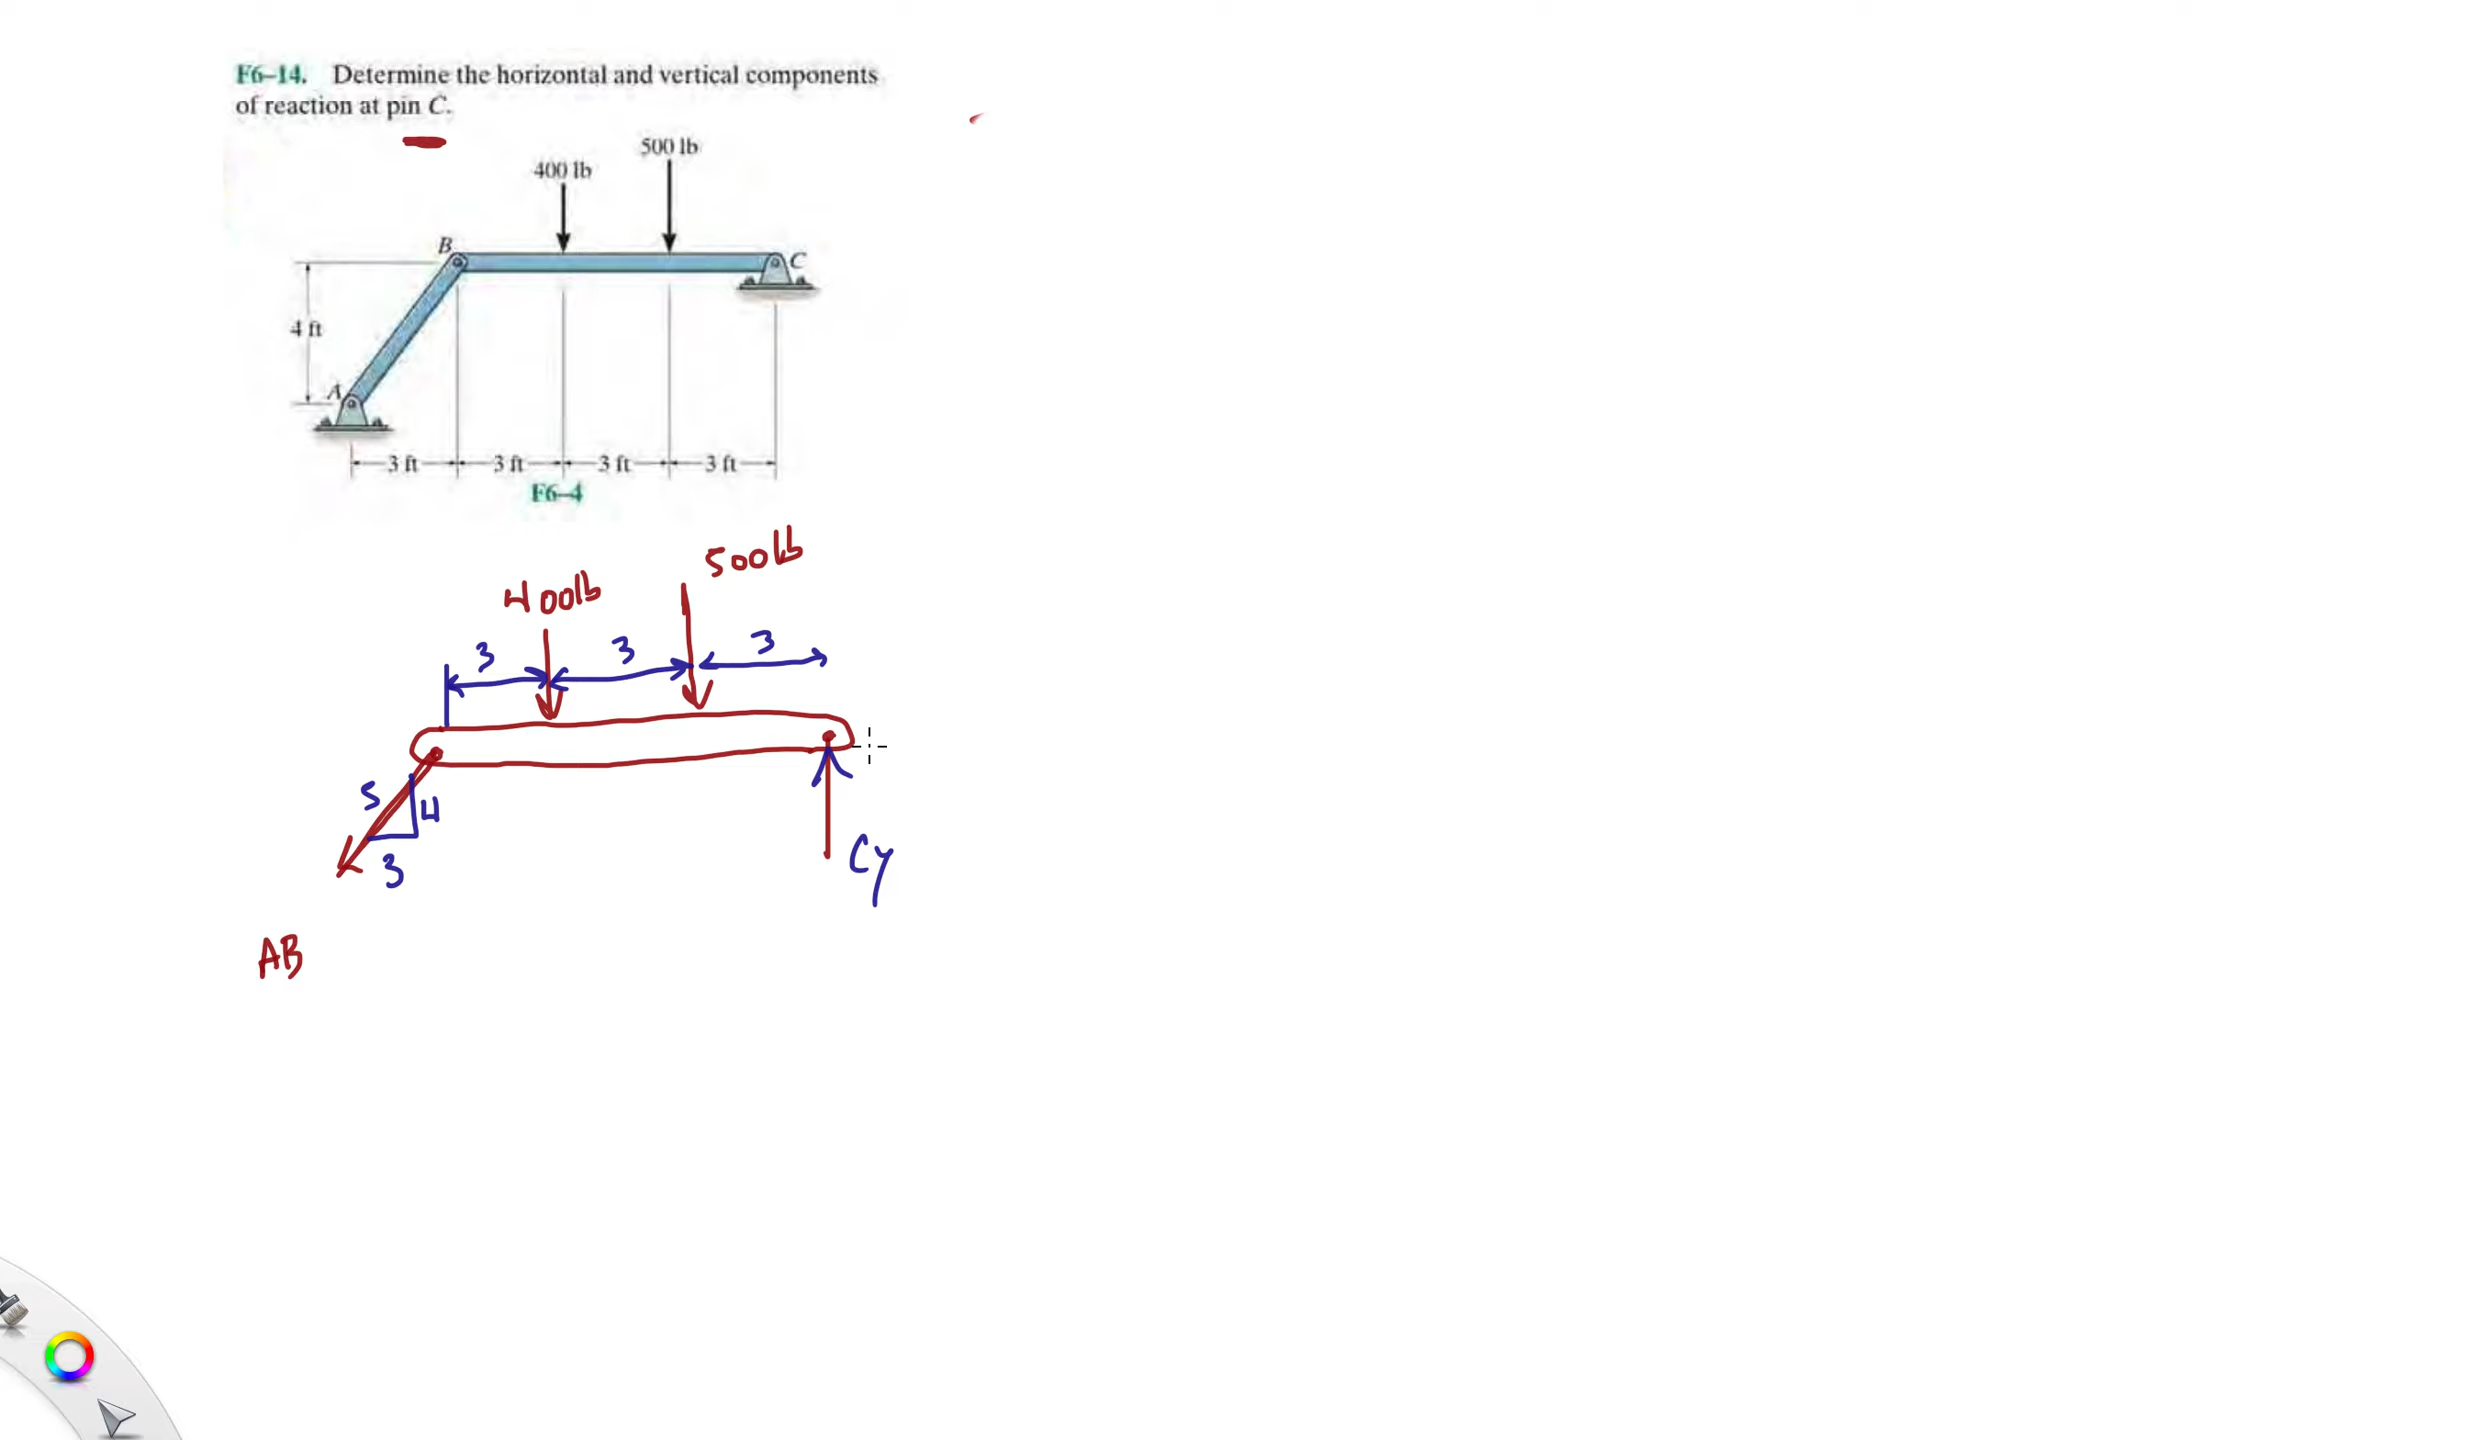 F6–14. Determine the horizontal and vertical components
of reaction at pin C.
500 lb
400 lb
B
C
4 ft
A
3 ft 3 ft 3 ft 3 ft
F6–4
500lb
400lb
3 3 3
5
4
3
Cy
AB